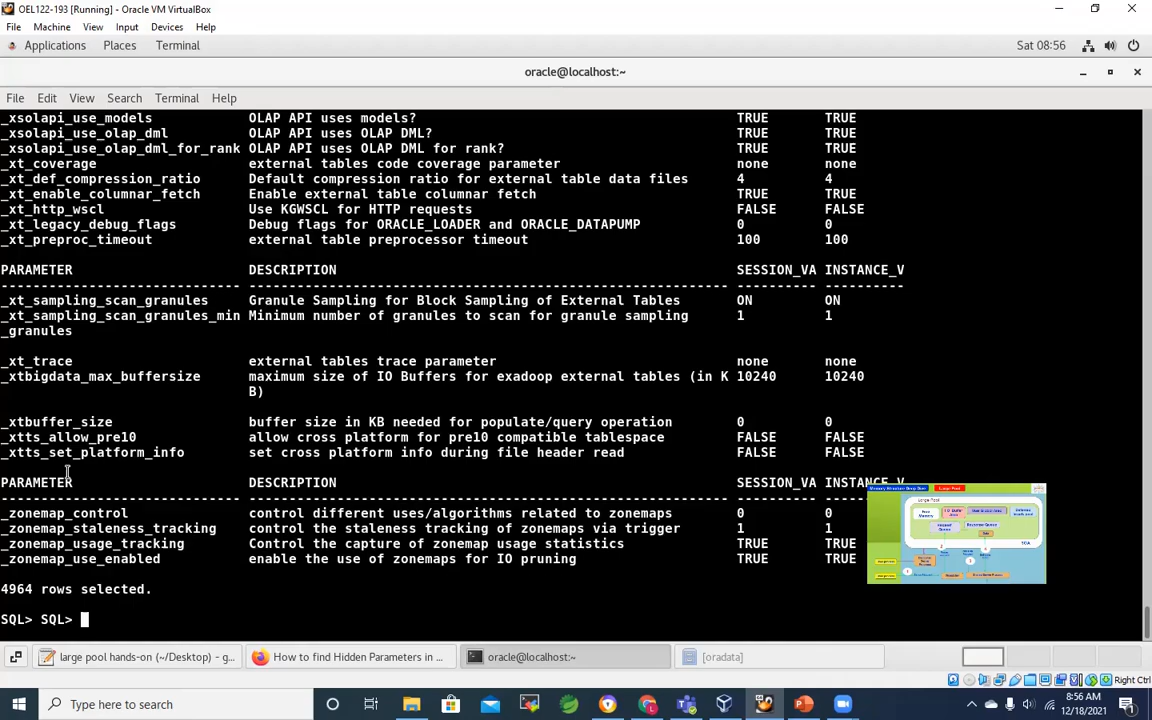 OEL122-193 [Running] - Oracle VM VirtualBox
File Machine View Input Devices Help
Applications Places Terminal Sat 08:56
oracle@localhost:~
File Edit View Search Terminal Help
_xsolapi_use_models OLAP API uses models? TRUE TRUE
_xsolapi_use_olap_dml OLAP API uses OLAP DML? TRUE TRUE
_xsolapi_use_olap_dml_for_rank OLAP API uses OLAP DML for rank? TRUE TRUE
_xt_coverage external tables code coverage parameter none none
_xt_def_compression_ratio Default compression ratio for external table data files 4 4
_xt_enable_columnar_fetch Enable external table columnar fetch TRUE TRUE
_xt_http_wscl Use KGWSCL for HTTP requests FALSE FALSE
_xt_legacy_debug_flags Debug flags for ORACLE_LOADER and ORACLE_DATAPUMP 0 0
_xt_preproc_timeout external table preprocessor timeout 100 100
PARAMETER DESCRIPTION SESSION_VA INSTANCE_V
------------------------------ ------------------------------------------------------------ ---------- ----------
_xt_sampling_scan_granules Granule Sampling for Block Sampling of External Tables ON ON
_xt_sampling_scan_granules_min Minimum number of granules to scan for granule sampling 1 1
_granules
_xt_trace external tables trace parameter none none
_xtbigdata_max_buffersize maximum size of IO Buffers for exadoop external tables (in K 10240 10240
B)
_xtbuffer_size buffer size in KB needed for populate/query operation 0 0
_xtts_allow_pre10 allow cross platform for pre10 compatible tablespace FALSE FALSE
_xtts_set_platform_info set cross platform info during file header read FALSE FALSE
PARAMETER DESCRIPTION SESSION_VA INSTANCE_V
------------------------------ ------------------------------------------------------------ ---------- ----------
_zonemap_control control different uses/algorithms related to zonemaps 0 0
_zonemap_staleness_tracking control the staleness tracking of zonemaps via trigger 1 1
_zonemap_usage_tracking Control the capture of zonemap usage statistics TRUE TRUE
_zonemap_use_enabled enable the use of zonemaps for IO pruning TRUE TRUE
Large Pool
Large Pool
4964 rows selected.
SQL> SQL>
large pool hands-on (~/Desktop) - g... How to find Hidden Parameters in ... oracle@localhost:~ [oradata]
Right Ctrl
Type here to search
8:56 AM
12/18/2021